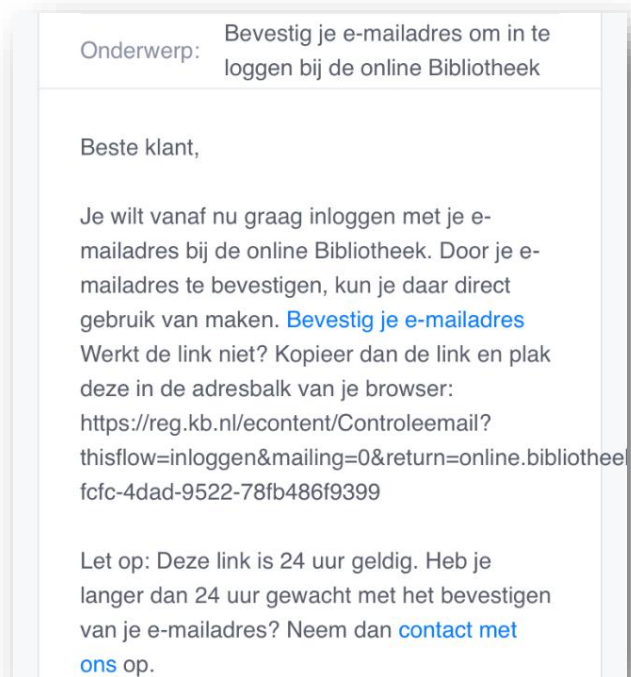 Onderwerp:
Bevestig je e-mailadres om in te
loggen bij de online Bibliotheek
Beste klant,
Je wilt vanaf nu graag inloggen met je e-
mailadres bij de online Bibliotheek. Door je e-
mailadres te bevestigen, kun je daar direct
gebruik van maken. Bevestig je e-mailadres
Werkt de link niet? Kopieer dan de link en plak
deze in de adresbalk van je browser:
https://reg.kb.nl/econtent/Controleemail?
thisflow=inloggen&mailing=0&return=online.bibliotheek
fcfc-4dad-9522-78fb486f9399
Let op: Deze link is 24 uur geldig. Heb je
langer dan 24 uur gewacht met het bevestigen
van je e-mailadres? Neem dan contact met
ons op.